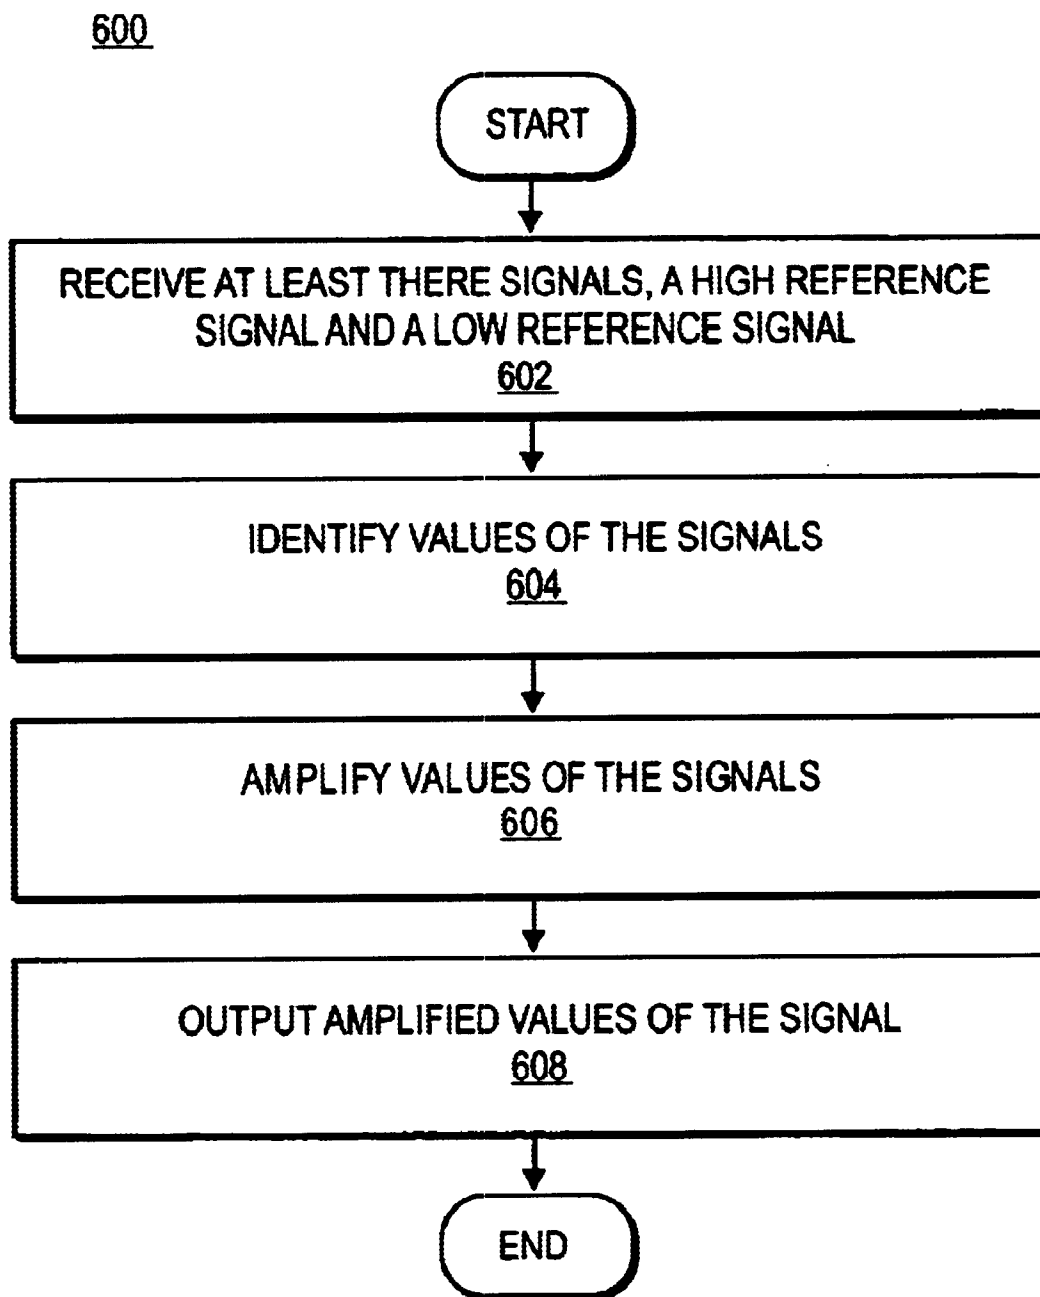 600
START
RECEIVE AT LEAST THERE SIGNALS, A HIGH REFERENCE
SIGNAL AND A LOW REFERENCE SIGNAL
602
IDENTIFY VALUES OF THE SIGNALS
604
AMPLIFY VALUES OF THE SIGNALS
606
OUTPUT AMPLIFIED VALUES OF THE SIGNAL
608
END